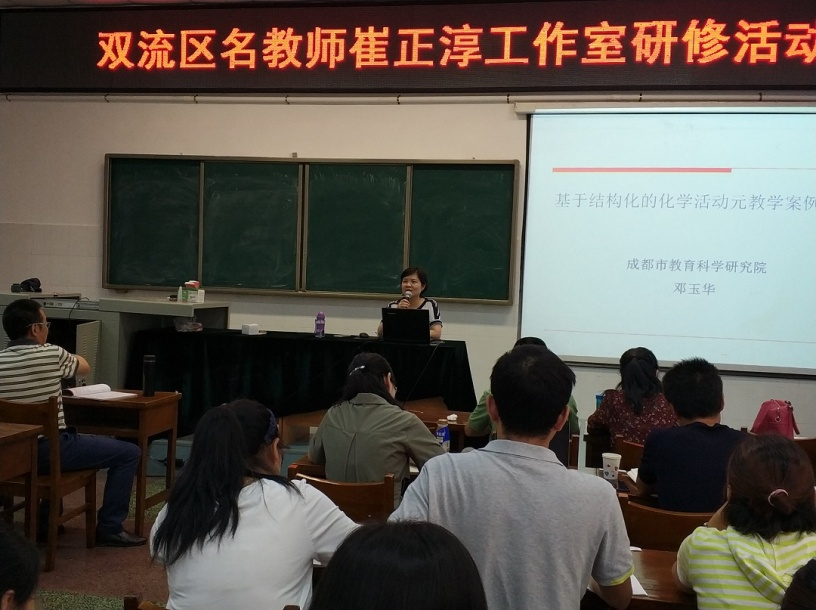 双流区名教师崔正淳工作室研修活动
基于结构化的化学活动元教学案例
成都市教育科学研究院
邓玉华